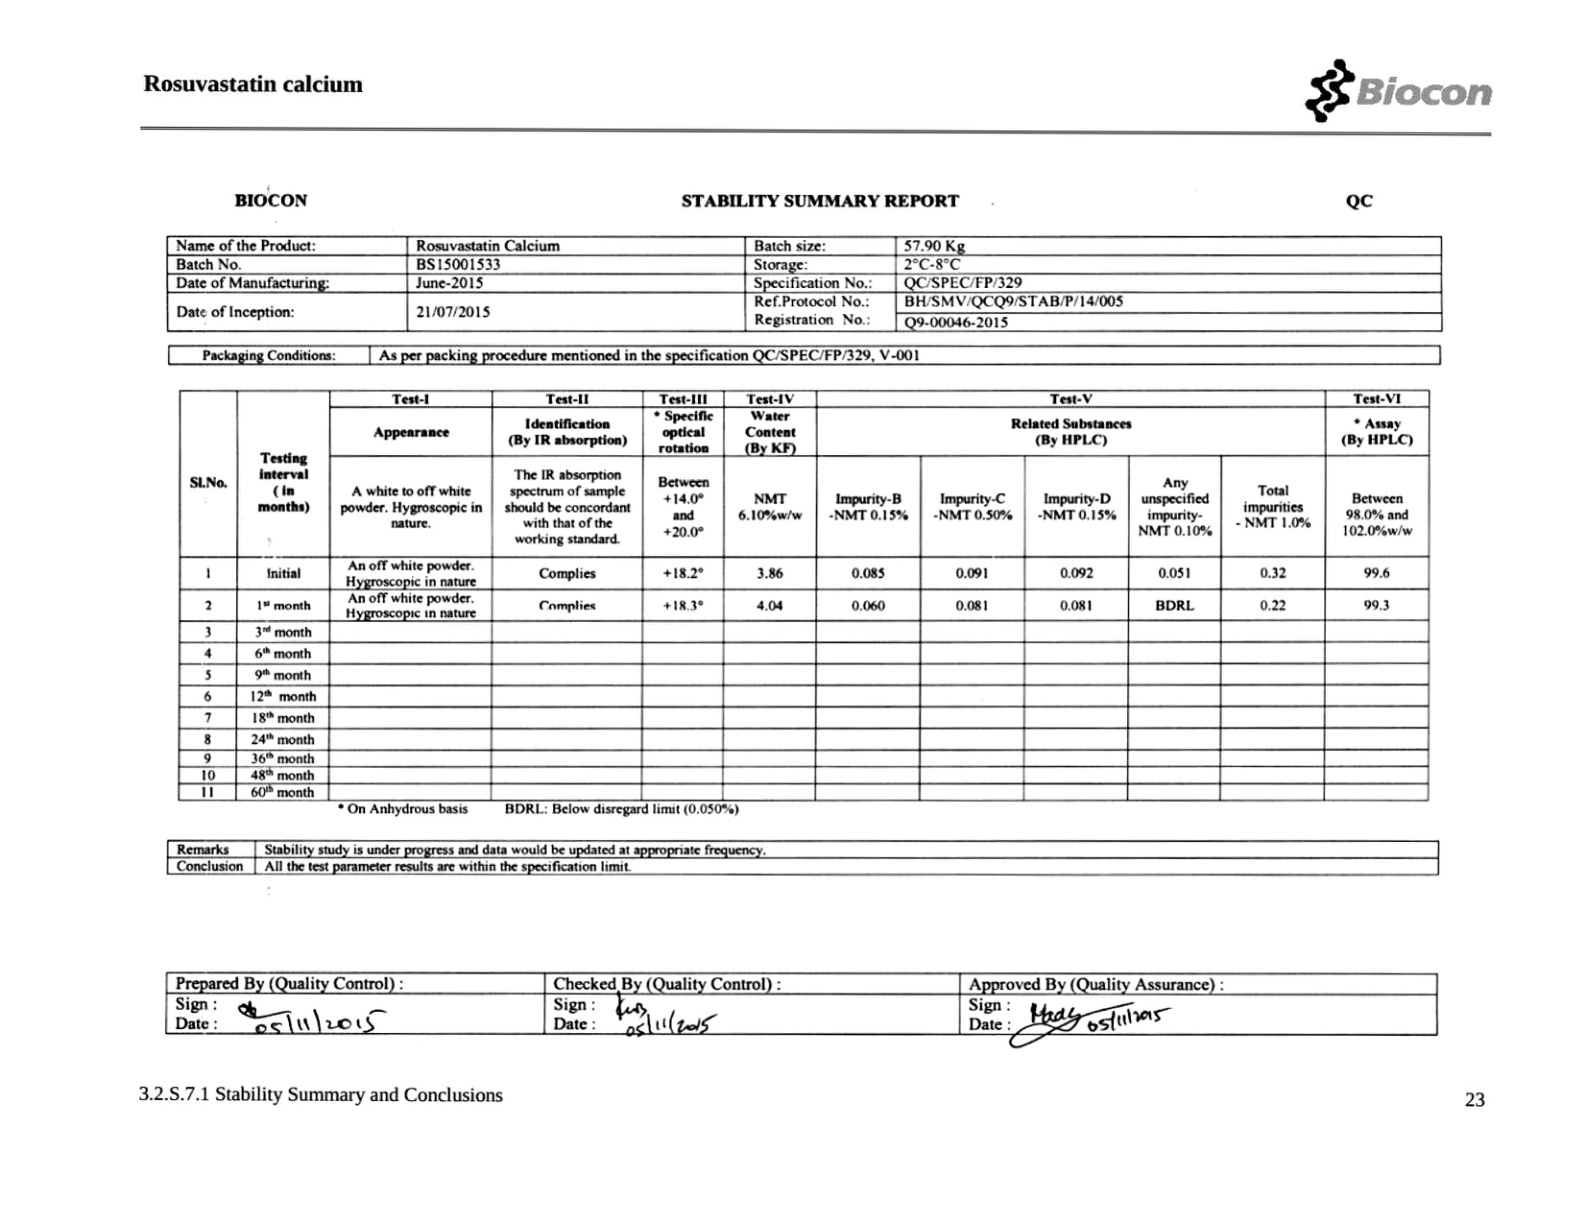 Rosuvastatin calcium
Biocon
BIOCON STABILITY SUMMARY REPORT QC
Name of the Product: Rosuvastatin Calcium Batch size: 57.90 Kg
Batch No. BS15001533 Storage: 2°C-8°C
Date of Manufacturing: June-2015 Specification No.: QC/SPEC/FP/329
Date of Inception: 21/07/2015 Ref.Protocol No.: BH/SMV/QCQ9/STAB/P/14/005
Registration No.: Q9-00046-2015
Packaging Conditions: As per packing procedure mentioned in the specification QC/SPEC/FP/329, V-001
Sl.No.
Testing
interval
( In
months)
Test-I Test-II Test-III Test-IV Test-V Test-VI
Appearance
Identification
(By IR absorption)
* Specific
optical
rotation
Water
Content
(By KF)
Related Substances
(By HPLC)
* Assay
(By HPLC)
A white to off white
powder. Hygroscopic in
nature.
The IR absorption
spectrum of sample
should be concordant
with that of the
working standard.
Between
+14.0°
and
+20.0°
NMT
6.10%w/w
Impurity-B
-NMT 0.15%
Impurity-C
-NMT 0.50%
Impurity-D
-NMT 0.15%
Any
unspecified
impurity-
NMT 0.10%
Total
impurities
- NMT 1.0%
Between
98.0% and
102.0%w/w
1 Initial An off white powder. Hygroscopic in nature Complies +18.2° 3.86 0.085 0.091 0.092 0.051 0.32 99.6
2 1st month An off white powder. Hygroscopic in nature Complies +18.3° 4.04 0.060 0.081 0.081 BDRL 0.22 99.3
3 3rd month
4 6th month
5 9th month
6 12th month
7 18th month
8 24th month
9 36th month
10 48th month
11 60th month
* On Anhydrous basis BDRL: Below disregard limit (0.050%)
Remarks Stability study is under progress and data would be updated at appropriate frequency.
Conclusion All the test parameter results are within the specification limit.
Prepared By (Quality Control) : Checked By (Quality Control) : Approved By (Quality Assurance) :
Sign : Sign : Sign :
Date : 05/11/2015 Date : 05/11/2015 Date : 05/11/2015
3.2.S.7.1 Stability Summary and Conclusions
23